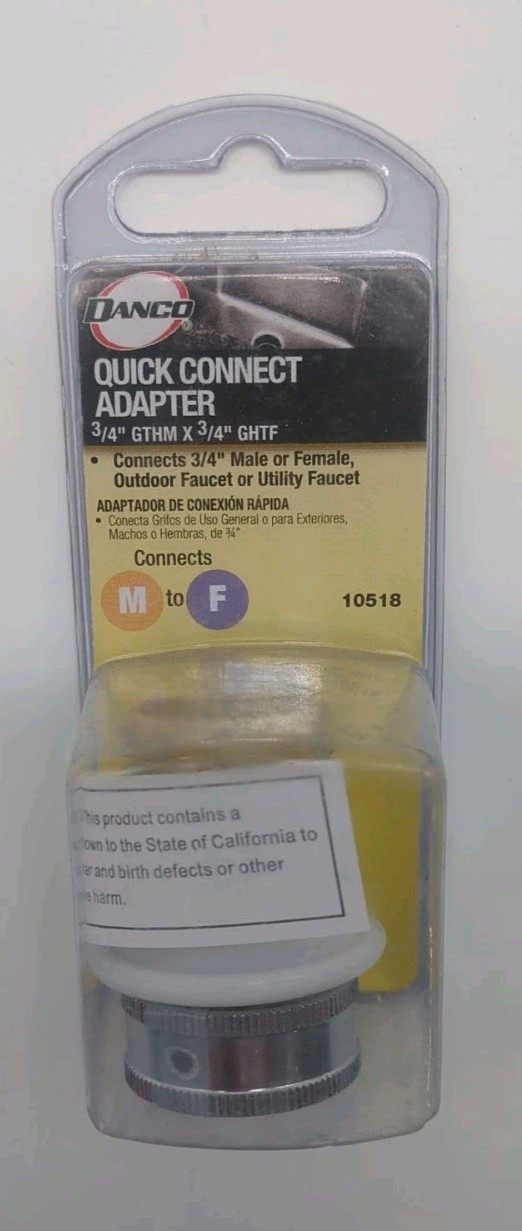 DANCO
QUICK CONNECT
ADAPTER
3/4" GTHM X 3/4" GHTF
• Connects 3/4" Male or Female,
Outdoor Faucet or Utility Faucet
ADAPTADOR DE CONEXIÓN RÁPIDA
• Conecta Grifos de Uso General o para Exteriores,
Machos o Hembras, de ¾"
Connects
M to F
10518
This product contains a
to the State of California to
and birth defects or other
harm.